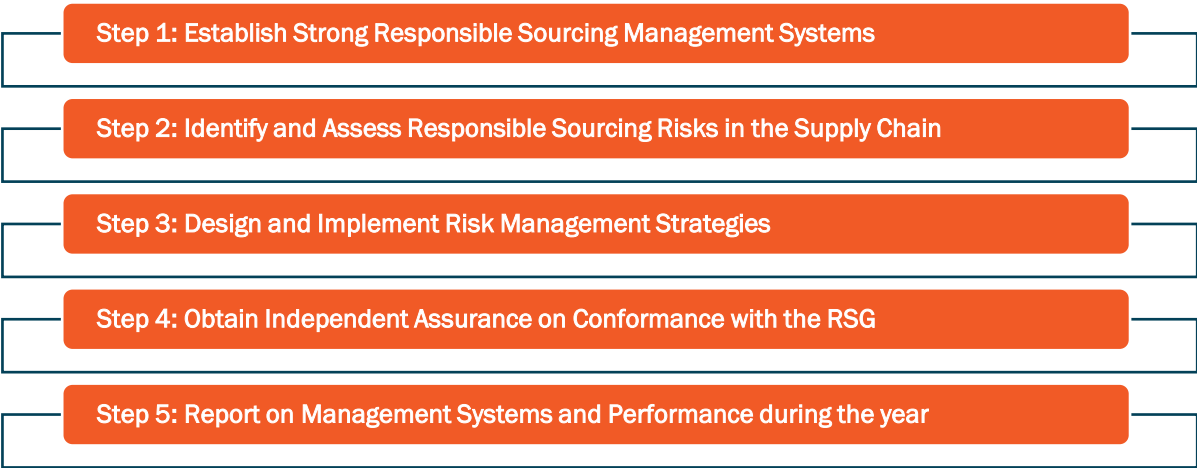 Step 1: Establish Strong Responsible Sourcing Management Systems
Step 2: Identify and Assess Responsible Sourcing Risks in the Supply Chain
Step 3: Design and Implement Risk Management Strategies
Step 4: Obtain Independent Assurance on Conformance with the RSG
Step 5: Report on Management Systems and Performance during the year